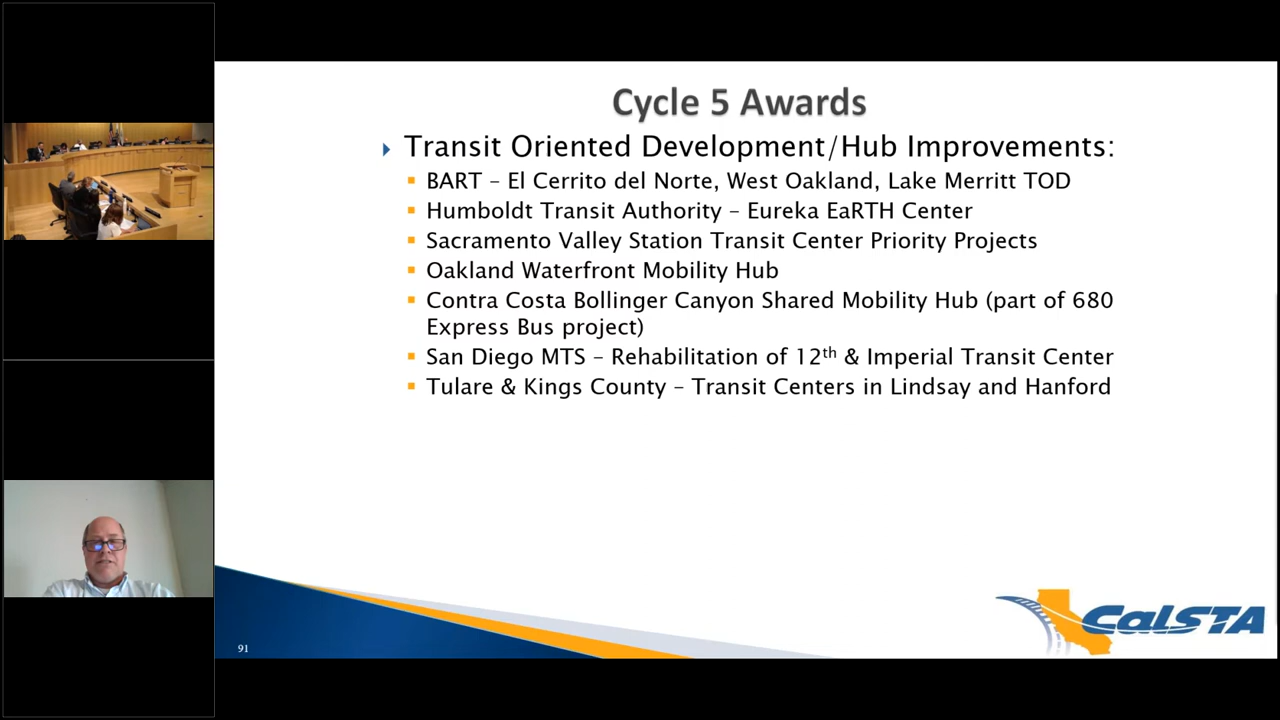 Cycle 5 Awards
Transit Oriented Development/Hub Improvements:
BART – El Cerrito del Norte, West Oakland, Lake Merritt TOD
Humboldt Transit Authority – Eureka EaRTH Center
Sacramento Valley Station Transit Center Priority Projects
Oakland Waterfront Mobility Hub
Contra Costa Bollinger Canyon Shared Mobility Hub (part of 680
Express Bus project)
San Diego MTS – Rehabilitation of 12th & Imperial Transit Center
Tulare & Kings County – Transit Centers in Lindsay and Hanford
91
CalSTA